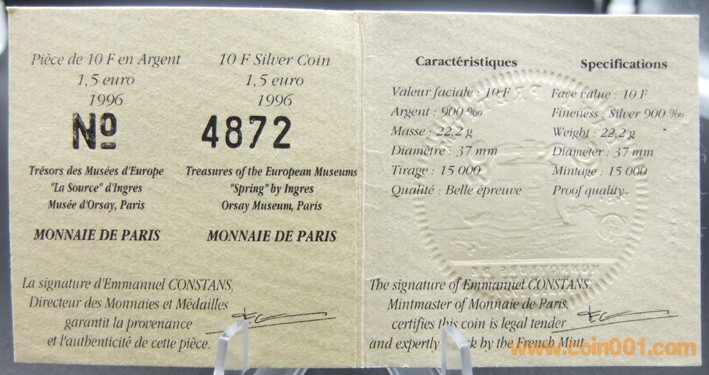 Pièce de 10 F en Argent
1,5 euro
1996
Nº
Trésors des Musées d'Europe
"La Source" d'Ingres
Musée d'Orsay, Paris
MONNAIE DE PARIS
10 F Silver Coin
1,5 euro
1996
4872
Treasures of the European Museums
"Spring" by Ingres
Orsay Museum, Paris
MONNAIE DE PARIS
La signature d'Emmanuel CONSTANS,
Directeur des Monnaies et Médailles
garantit la provenance
et l'authenticité de cette pièce.
Caractéristiques
Valeur faciale : 10 F
Argent : 900 ‰
Masse : 22,2 g
Diamètre : 37 mm
Tirage : 15 000
Qualité : Belle épreuve
Specifications
Face value : 10 F
Fineness : Silver 900 ‰
Weight : 22,2 g
Diameter : 37 mm
Mintage : 15 000
Proof quality
The signature of Emmanuel CONSTANS,
Mintmaster of Monnaie de Paris,
certifies this coin is legal tender
and expertly by the French Mint.
www.coin001.com